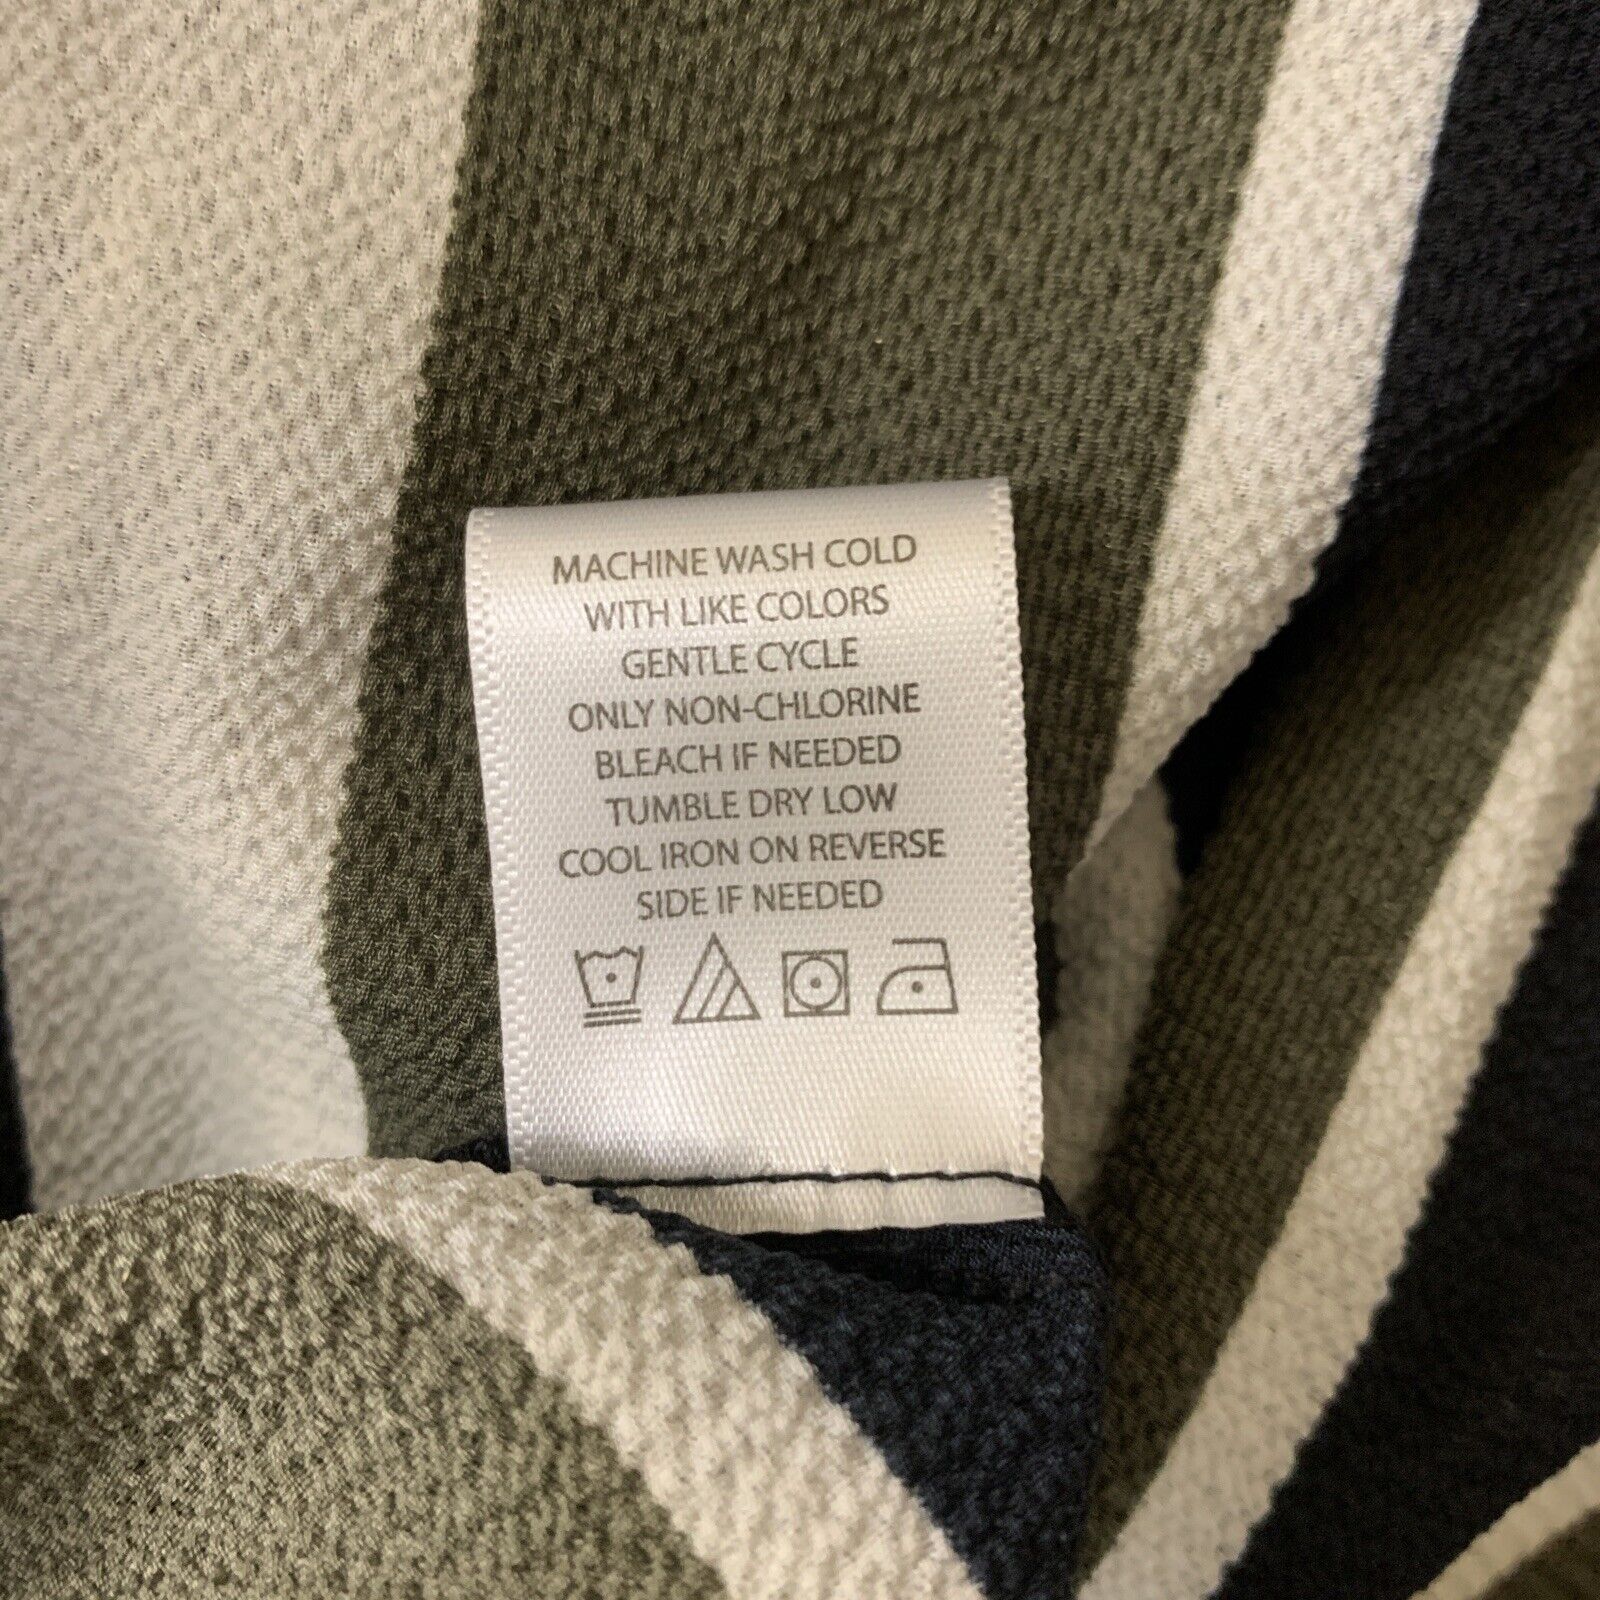 MACHINE WASH COLD
WITH LIKE COLORS
GENTLE CYCLE
ONLY NON-CHLORINE
BLEACH IF NEEDED
TUMBLE DRY LOW
COOL IRON ON REVERSE
SIDE IF NEEDED